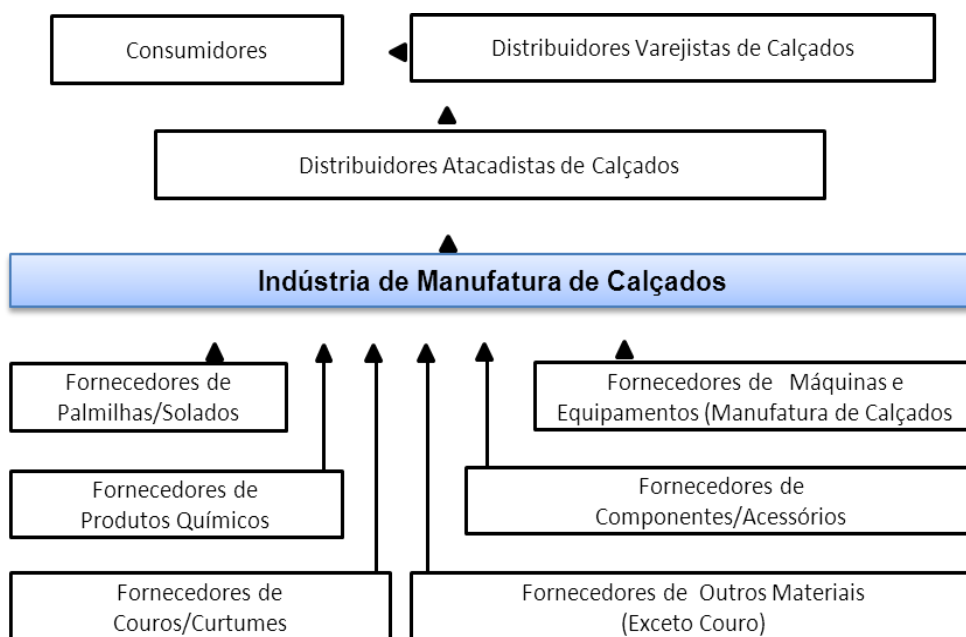 Consumidores
Distribuidores Varejistas de Calçados
Distribuidores Atacadistas de Calçados
Indústria de Manufatura de Calçados
Fornecedores de
Palmilhas/Solados
Fornecedores de Máquinas e
Equipamentos (Manufatura de Calçados
Fornecedores de
Produtos Químicos
Fornecedores de
Componentes/Acessórios
Fornecedores de
Couros/Curtumes
Fornecedores de Outros Materiais
(Exceto Couro)